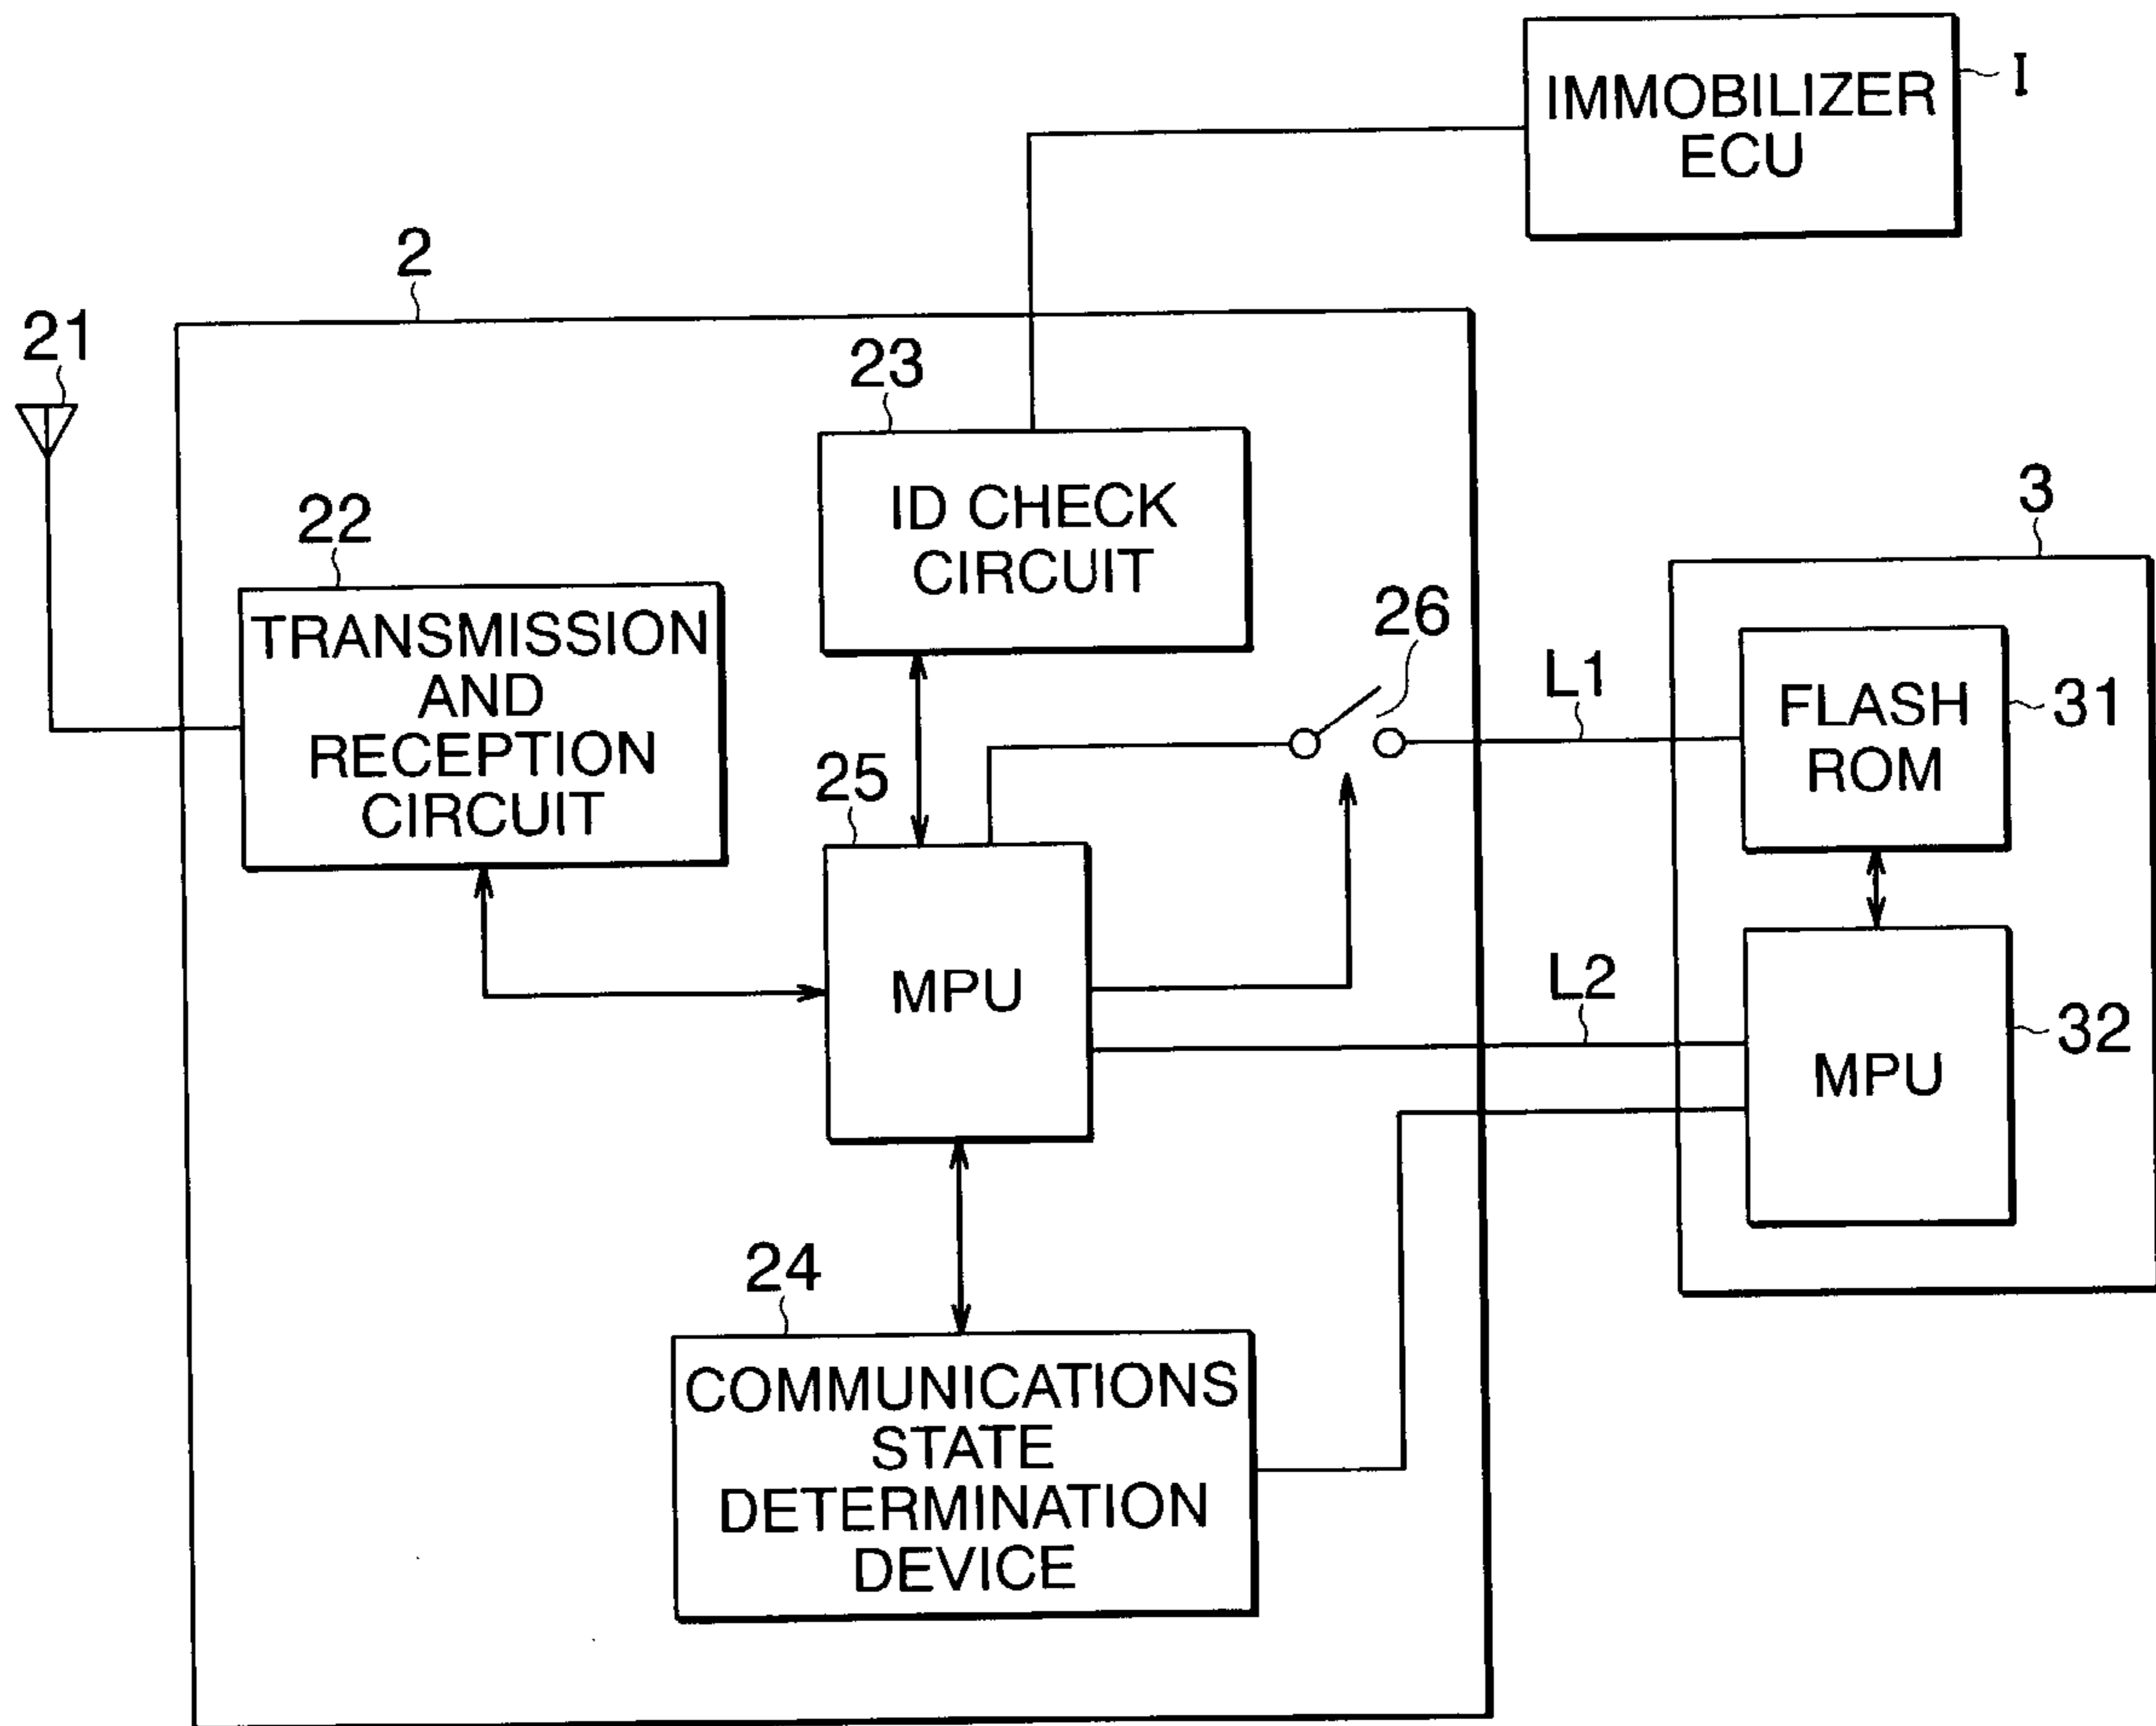 IMMOBILIZER
ECU
I
2
21
23
ID CHECK
CIRCUIT
22
TRANSMISSION
AND
RECEPTION
CIRCUIT
3
26
L1
FLASH
ROM
31
25
MPU
L2
MPU
32
24
COMMUNICATIONS
STATE
DETERMINATION
DEVICE